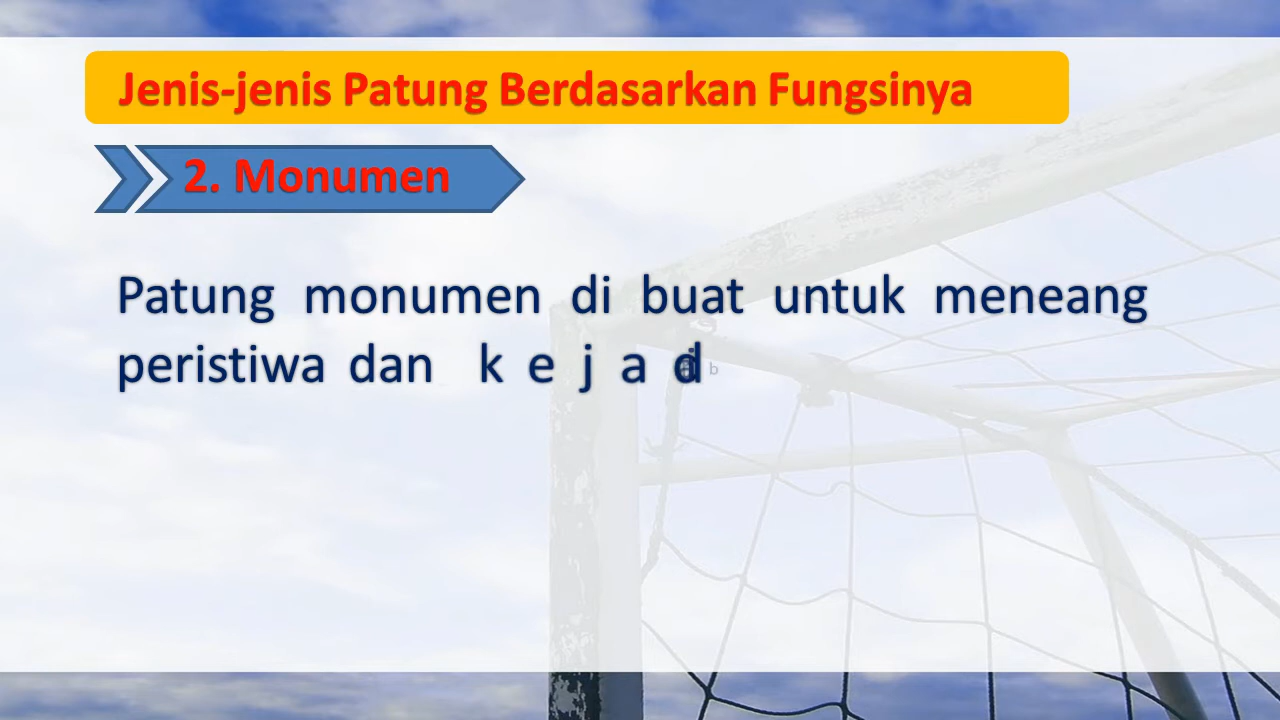 Jenis-jenis Patung Berdasarkan Fungsinya
2. Monumen
Patung monumen di buat untuk meneang
peristiwa dan k e j a d